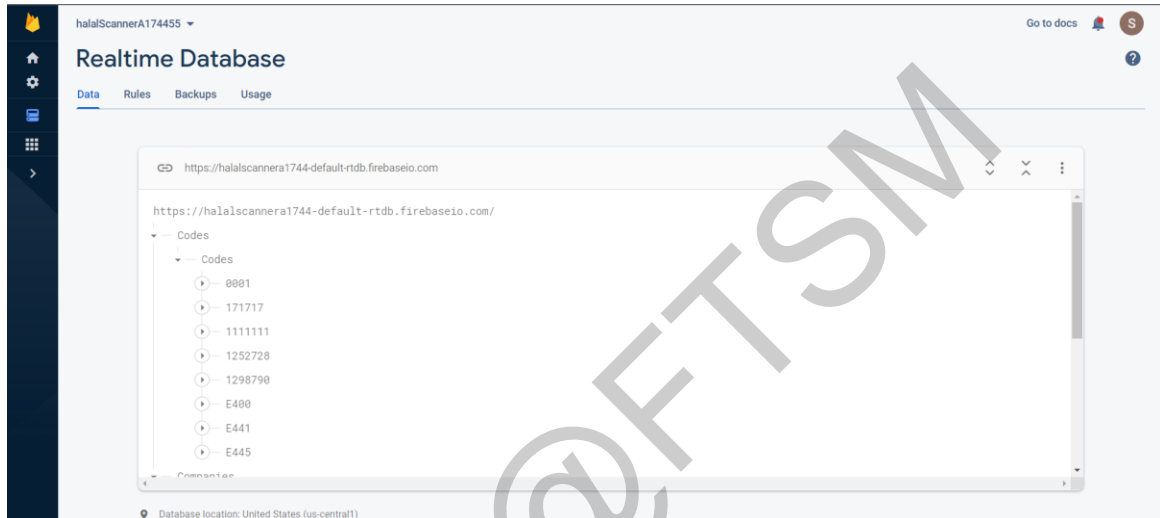 halalScannerA174455
Go to docs
S
Realtime Database
?
Data Rules Backups Usage
https://halalscannera1744-default-rtdb.firebaseio.com
https://halalscannera1744-default-rtdb.firebaseio.com/
Codes
Codes
0001
171717
1111111
1252728
1298790
E400
E441
E445
Companies
Database location: United States (us-central1)
@FTSM